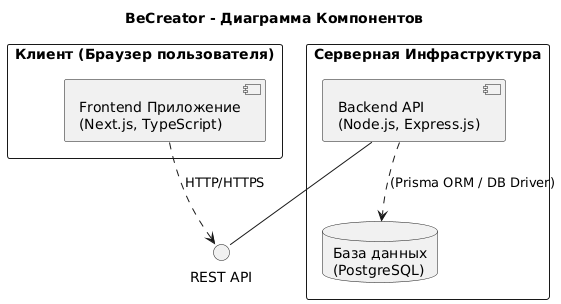 BeCreator - Диаграмма Компонентов
Клиент (Браузер пользователя)
Серверная Инфраструктура
Frontend Приложение
(Next.js, TypeScript)
Backend API
(Node.js, Express.js)
HTTP/HTTPS
(Prisma ORM / DB Driver)
REST API
База данных
(PostgreSQL)